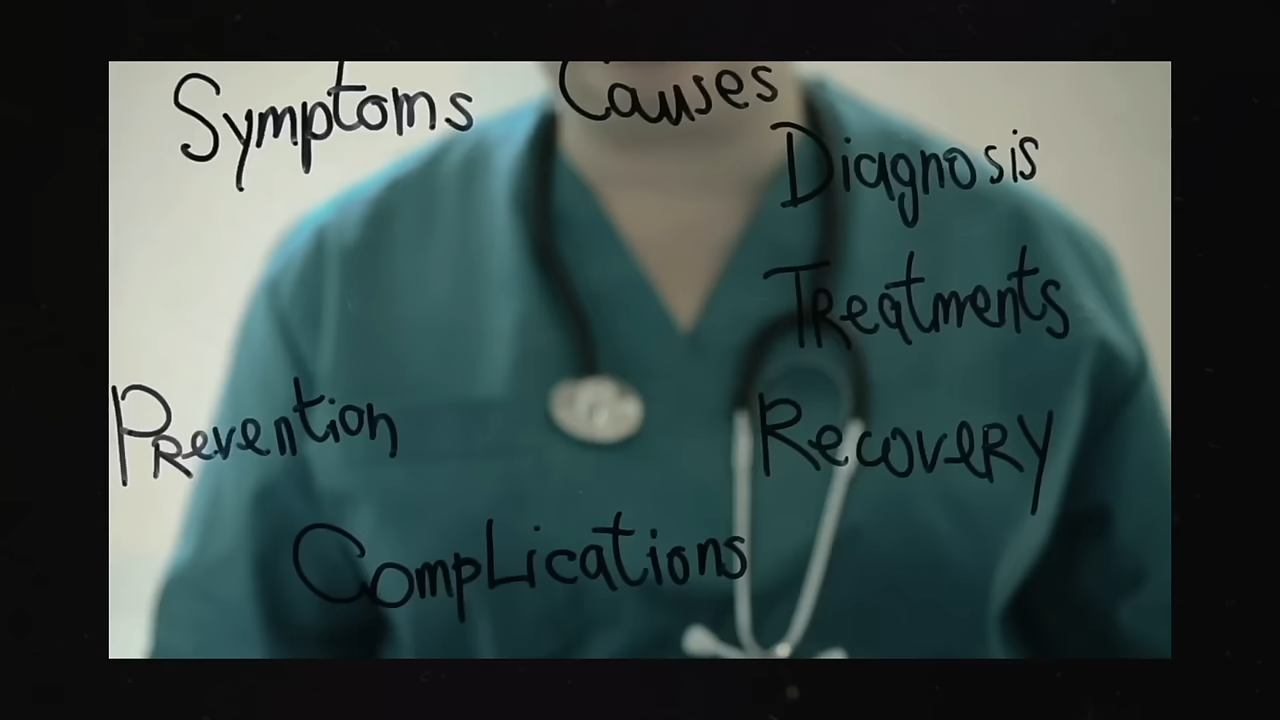 Symptoms
Causes
Diagnosis
Treatments
Prevention
Recovery
Complications